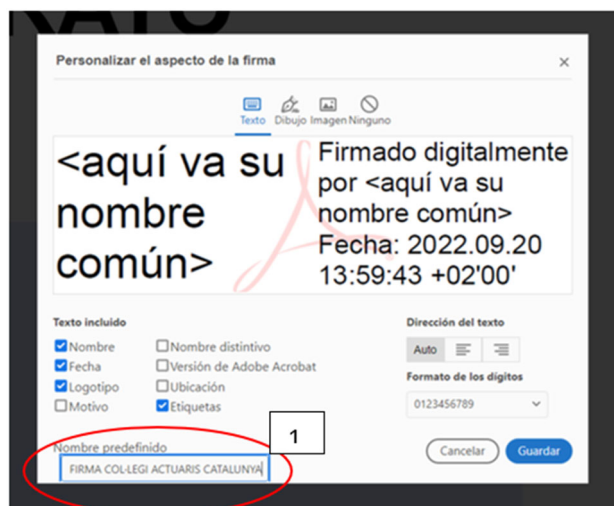 Personalizar el aspecto de la firma
Texto Dibujo Imagen Ninguno
<aquí va su
nombre
común>
Firmado digitalmente
por <aquí va su
nombre común>
Fecha: 2022.09.20
13:59:43 +02'00'
Texto incluido
Nombre
Nombre distintivo
Fecha
Versión de Adobe Acrobat
Logotipo
Ubicación
Motivo
Etiquetas
Dirección del texto
Auto
Formato de los dígitos
0123456789
Nombre predefinido
FIRMA COL·LEGI ACTUARIS CATALUNYA
1
Cancelar
Guardar